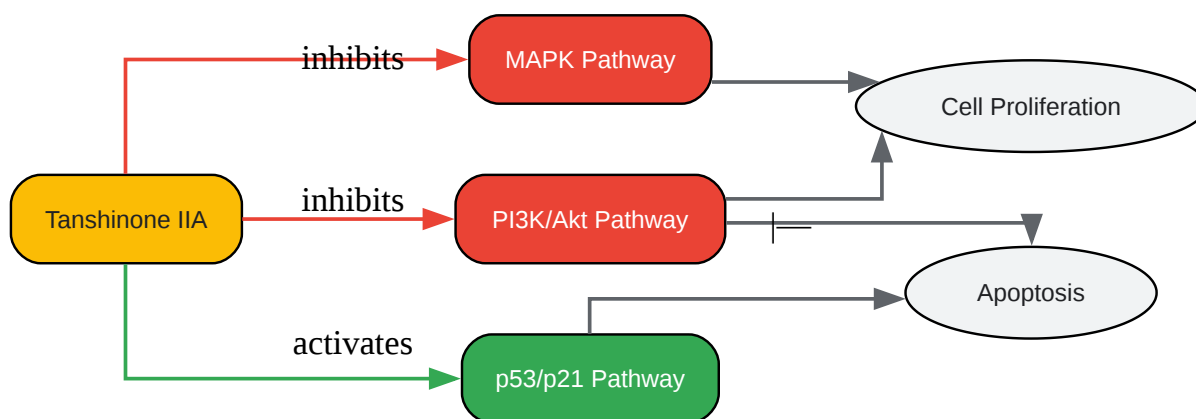 inhibits
MAPK Pathway
Cell Proliferation
Tanshinone IIA
inhibits
PI3K/Akt Pathway
|—
Apoptosis
activates
p53/p21 Pathway